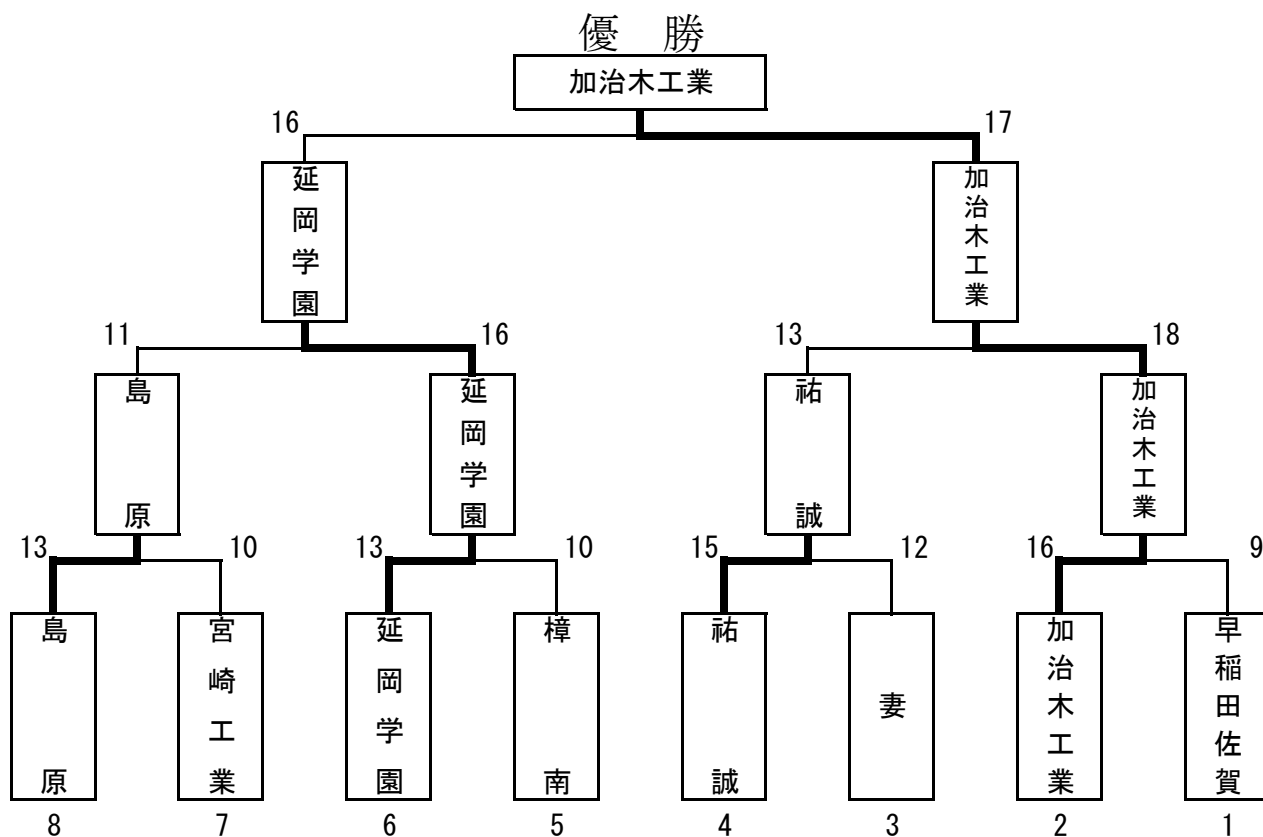 優　勝
加治木工業
16
17
延岡学園
加治木工業
11
16
13
18
島原
延岡学園
祐誠
加治木工業
13
10
13
10
15
12
16
9
島原
宮崎工業
延岡学園
樟南
祐誠
妻
加治木工業
早稲田佐賀
8
7
6
5
4
3
2
1